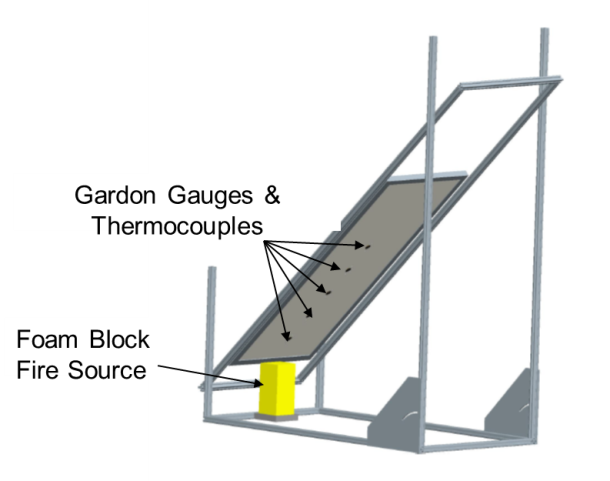 Gardon Gauges &
Thermocouples
Foam Block
Fire Source